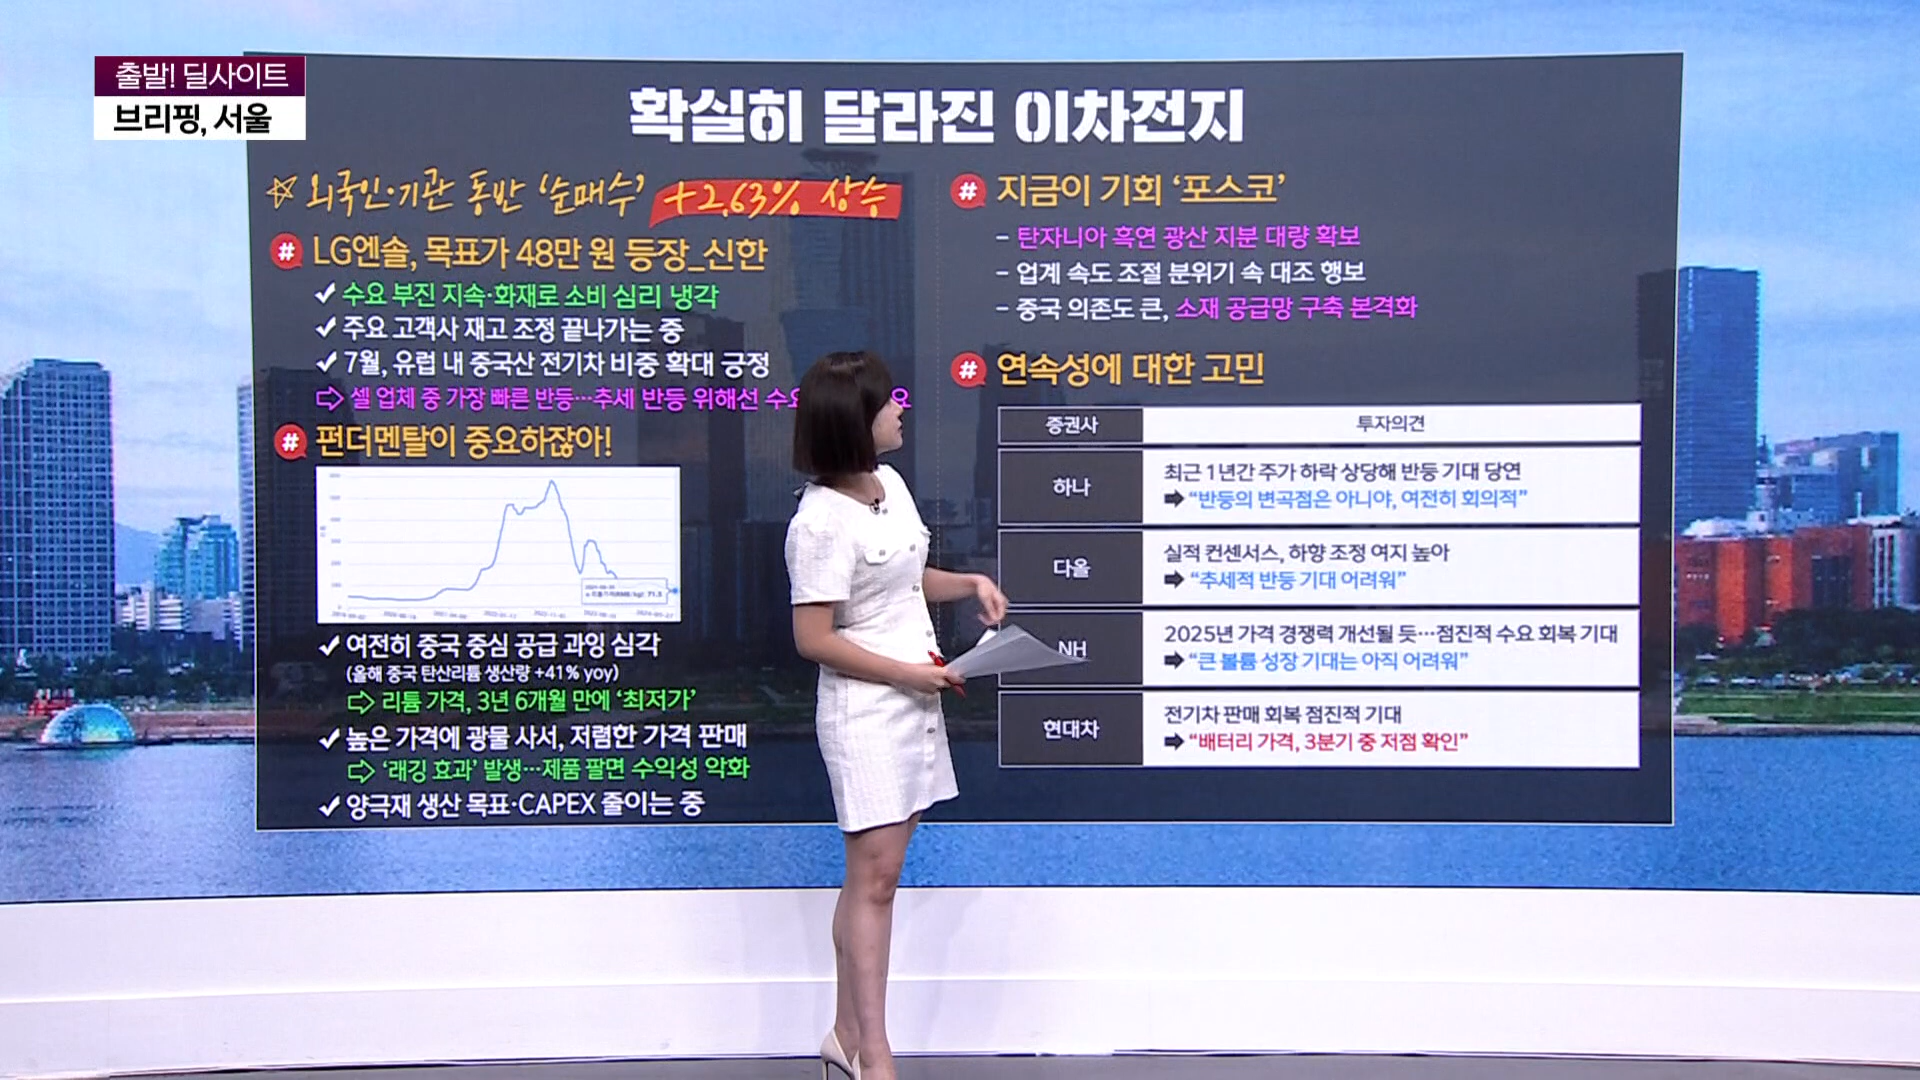 출발! 딜사이트
브리핑, 서울
확실히 달라진 이차전지
☆ 외국인·기관 동반 '순매수' +2.63% 상승
# LG엔솔, 목표가 48만 원 등장_신한
✓ 수요 부진 지속·화재로 소비 심리 냉각
✓ 주요 고객사 재고 조정 끝나가는 중
✓ 7월, 유럽 내 중국산 전기차 비중 확대 긍정
⇨ 셀 업체 중 가장 빠른 반등…추세 반등 위해선
# 펀더멘탈이 중요하잖아!
✓ 여전히 중국 중심 공급 과잉 심각
(올해 중국 탄산리튬 생산량 +41% yoy)
⇨ 리튬 가격, 3년 6개월 만에 '최저가'
✓ 높은 가격에 광물 사서, 저렴한 가격 판매
⇨ '래깅 효과' 발생…제품 팔면 수익성 악화
✓ 양극재 생산 목표·CAPEX 줄이는 중
# 지금이 기회 '포스코'
- 탄자니아 흑연 광산 지분 대량 확보
- 업계 속도 조절 분위기 속 대조 행보
- 중국 의존도 큰, 소재 공급망 구축 본격화
# 연속성에 대한 고민
증권사 투자의견
하나 최근 1년간 주가 하락 상당해 반등 기대 당연
➡ "반등의 변곡점은 아니야, 여전히 회의적"
다올 실적 컨센서스, 하향 조정 여지 높아
➡ "추세적 반등 기대 어려워"
NH 2025년 가격 경쟁력 개선될 듯…점진적 수요 회복 기대
➡ "큰 볼륨 성장 기대는 아직 어려워"
현대차 전기차 판매 회복 점진적 기대
➡ "배터리 가격, 3분기 중 저점 확인"